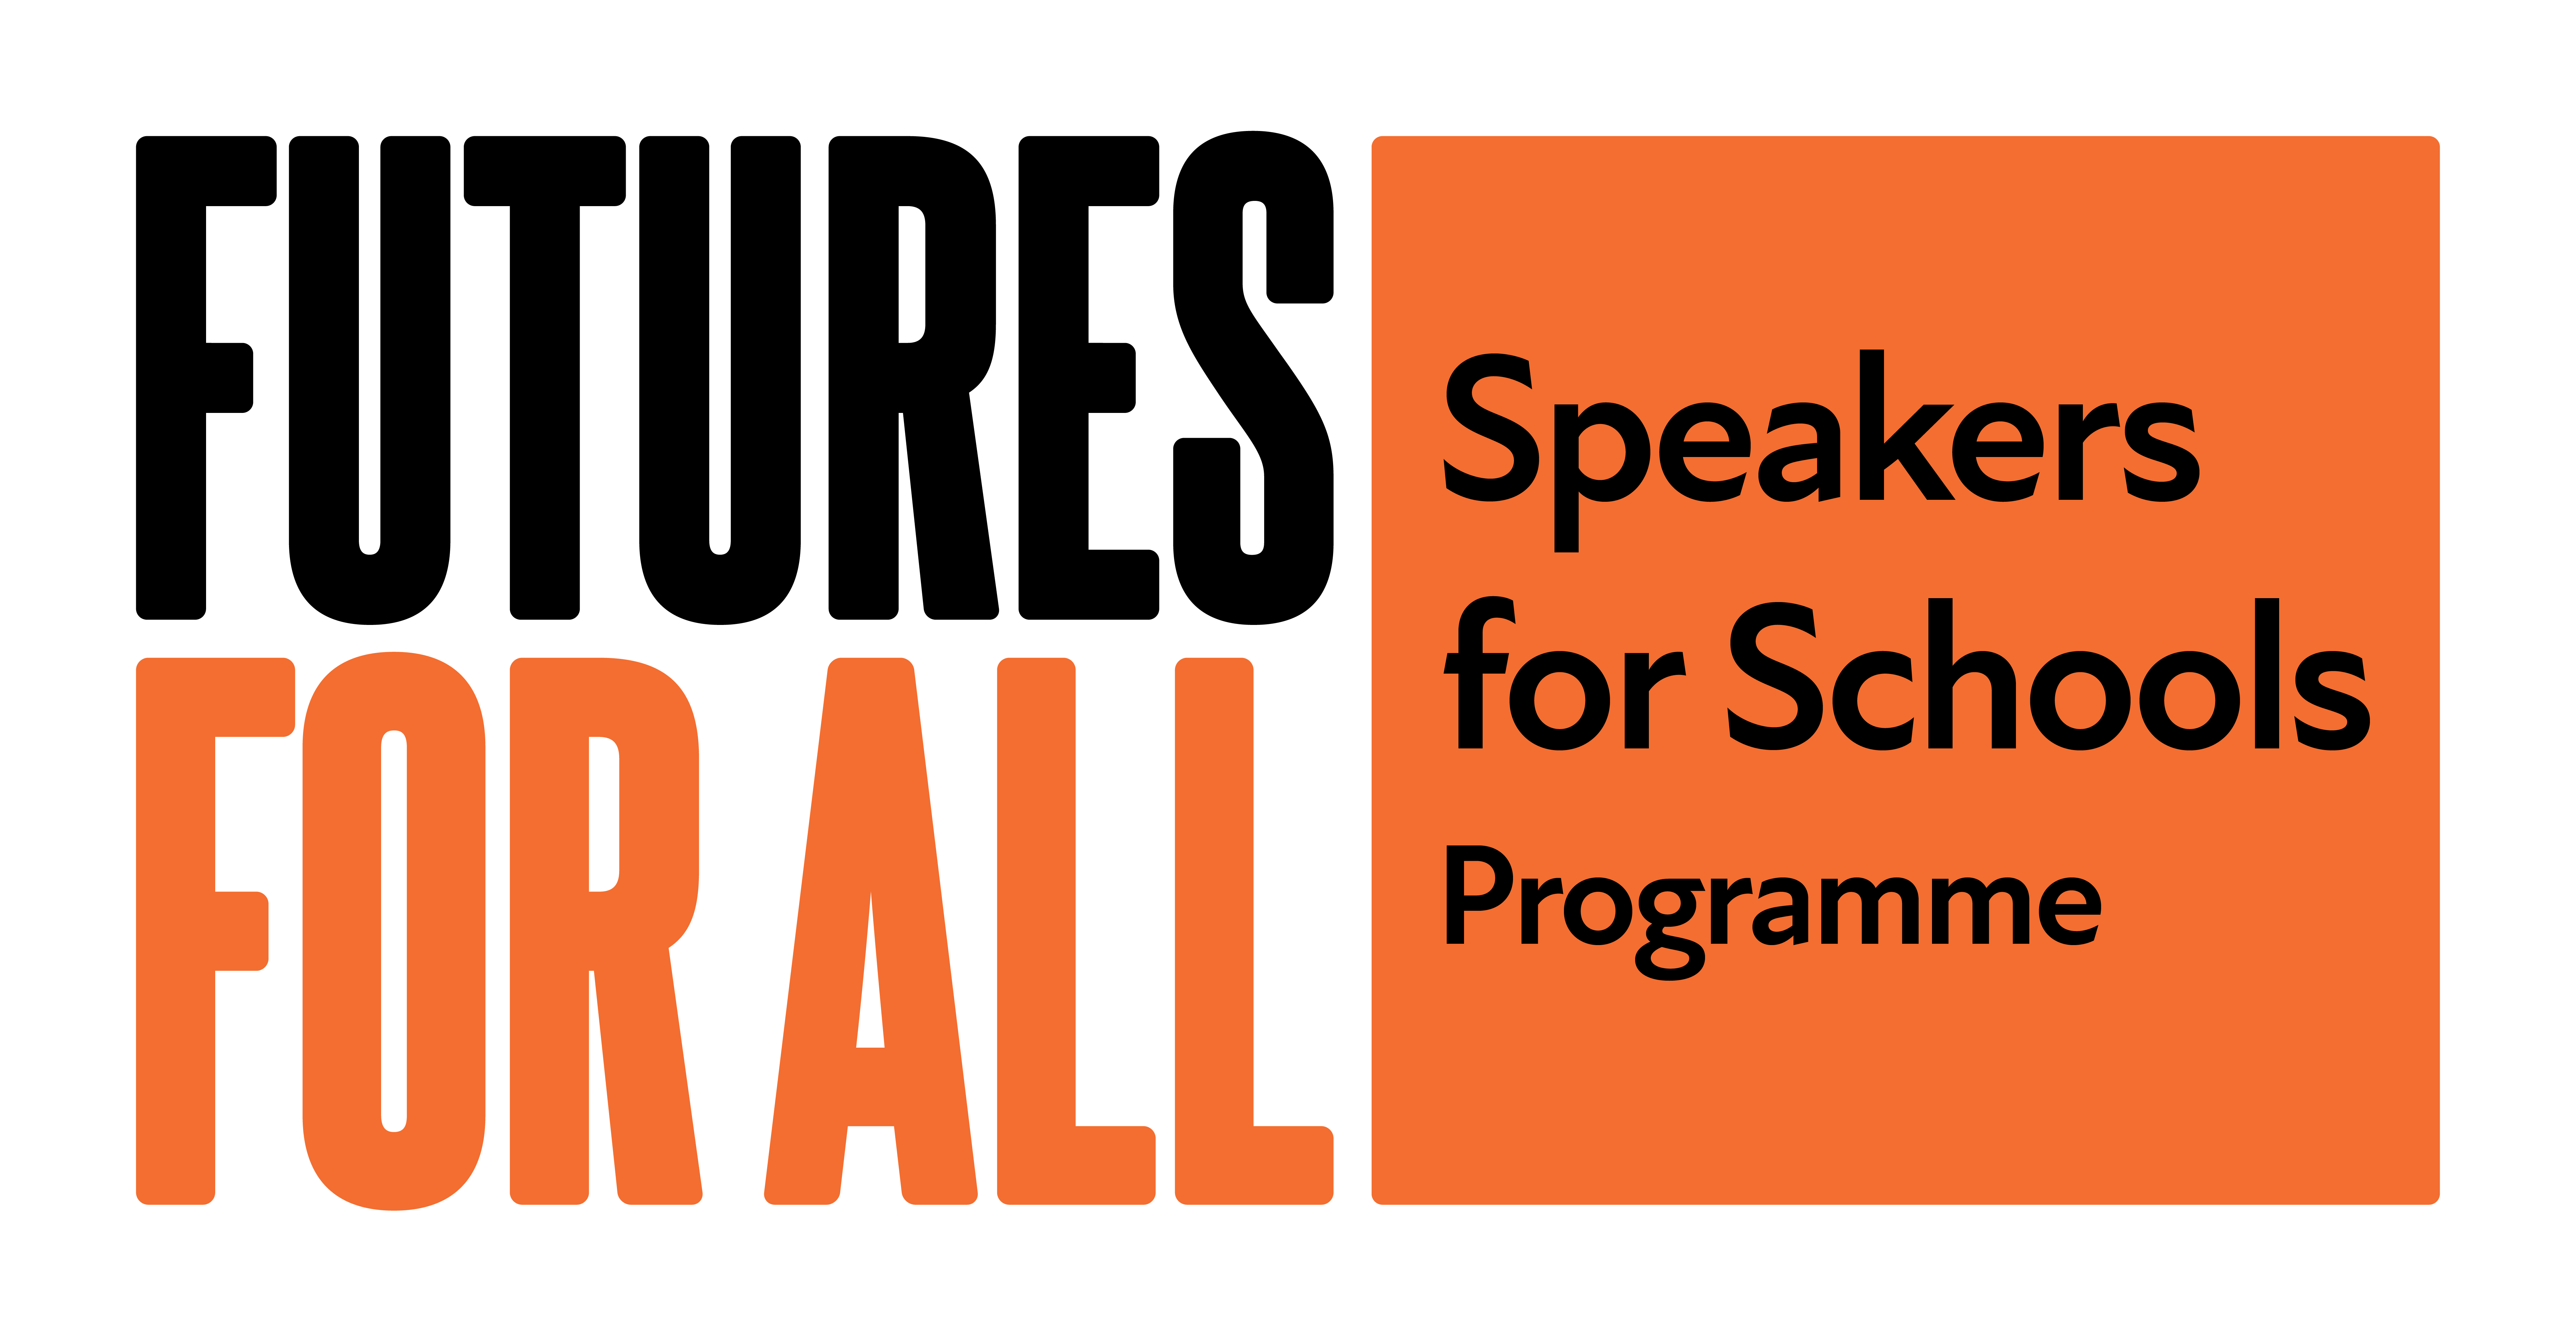 FUTURES
FOR ALL
Speakers
for Schools
Programme